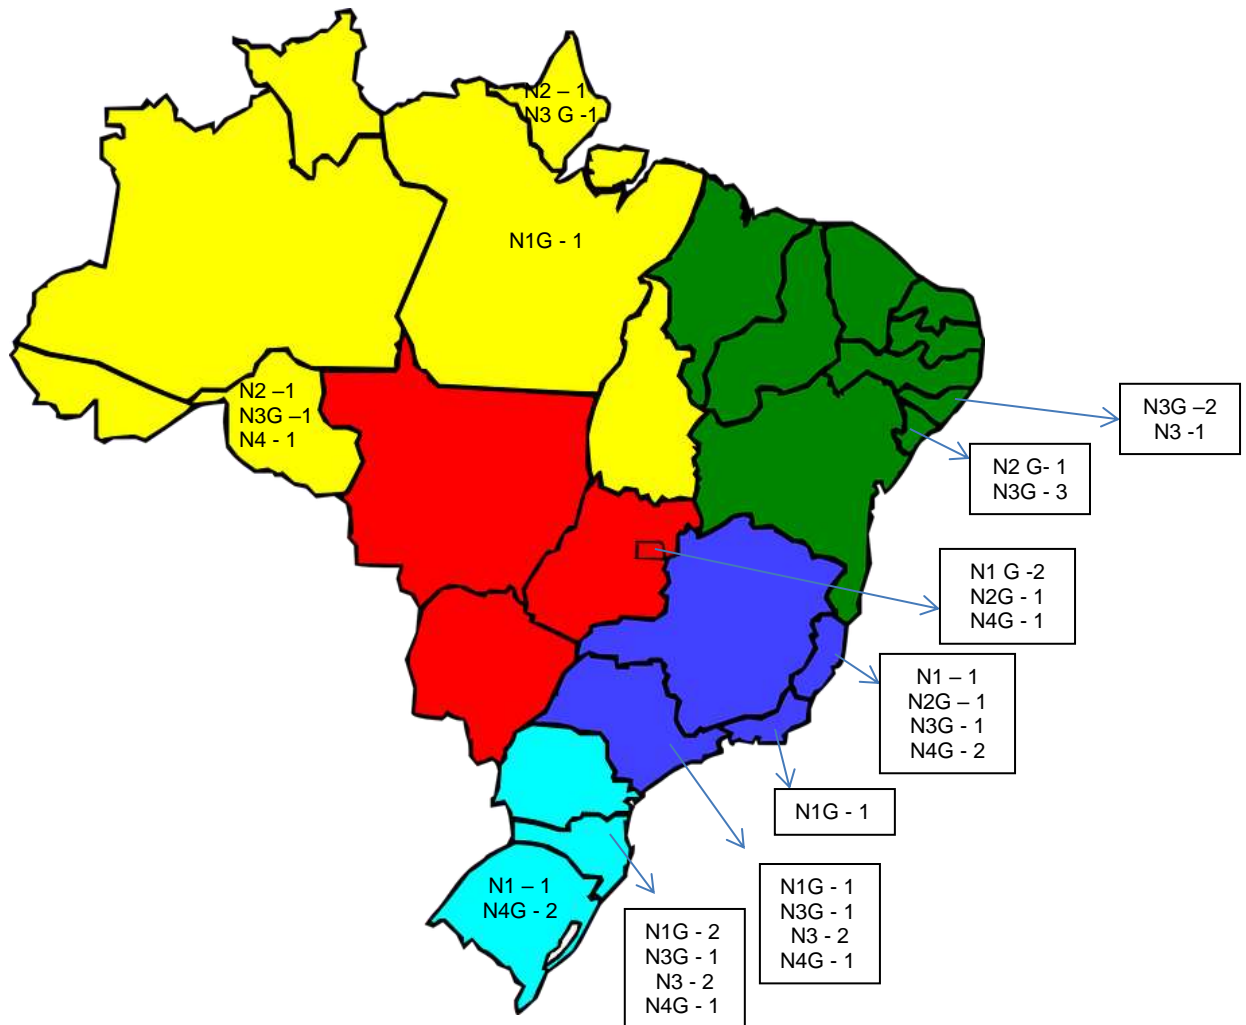 N2 – 1
N3 G -1
N1G - 1
N2 –1
N3G –1
N4 - 1
N3G –2
N3 -1
N2 G- 1
N3G - 3
N1 G -2
N2G - 1
N4G - 1
N1 – 1
N2G – 1
N3G - 1
N4G - 2
N1G - 1
N1G - 1
N3G - 1
N3 - 2
N4G - 1
N1 – 1
N4G - 2
N1G - 2
N3G - 1
N3 - 2
N4G - 1